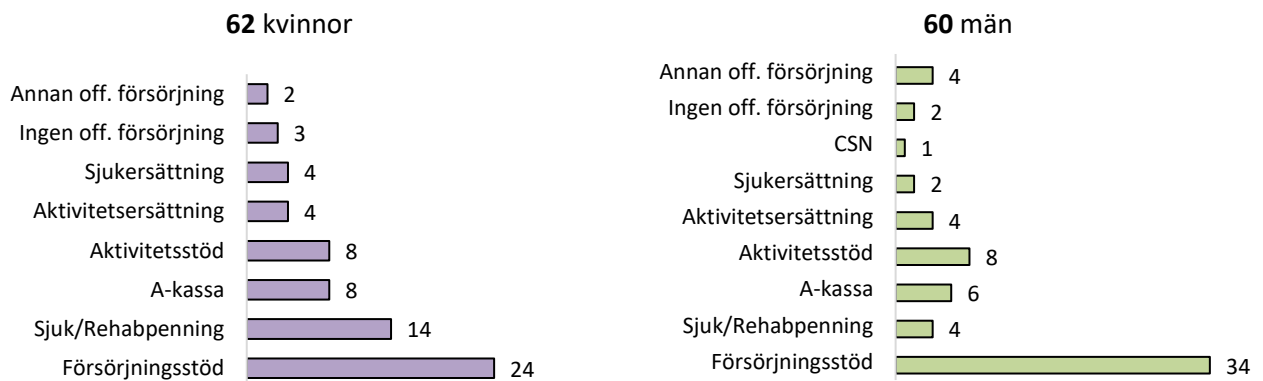 62 kvinnor
Annan off. försörjning 2
Ingen off. försörjning 3
Sjukersättning 4
Aktivitetsersättning 4
Aktivitetsstöd 8
A-kassa 8
Sjuk/Rehabpenning 14
Försörjningsstöd 24
60 män
Annan off. försörjning 4
Ingen off. försörjning 2
CSN 1
Sjukersättning 2
Aktivitetsersättning 4
Aktivitetsstöd 8
A-kassa 6
Sjuk/Rehabpenning 4
Försörjningsstöd 34